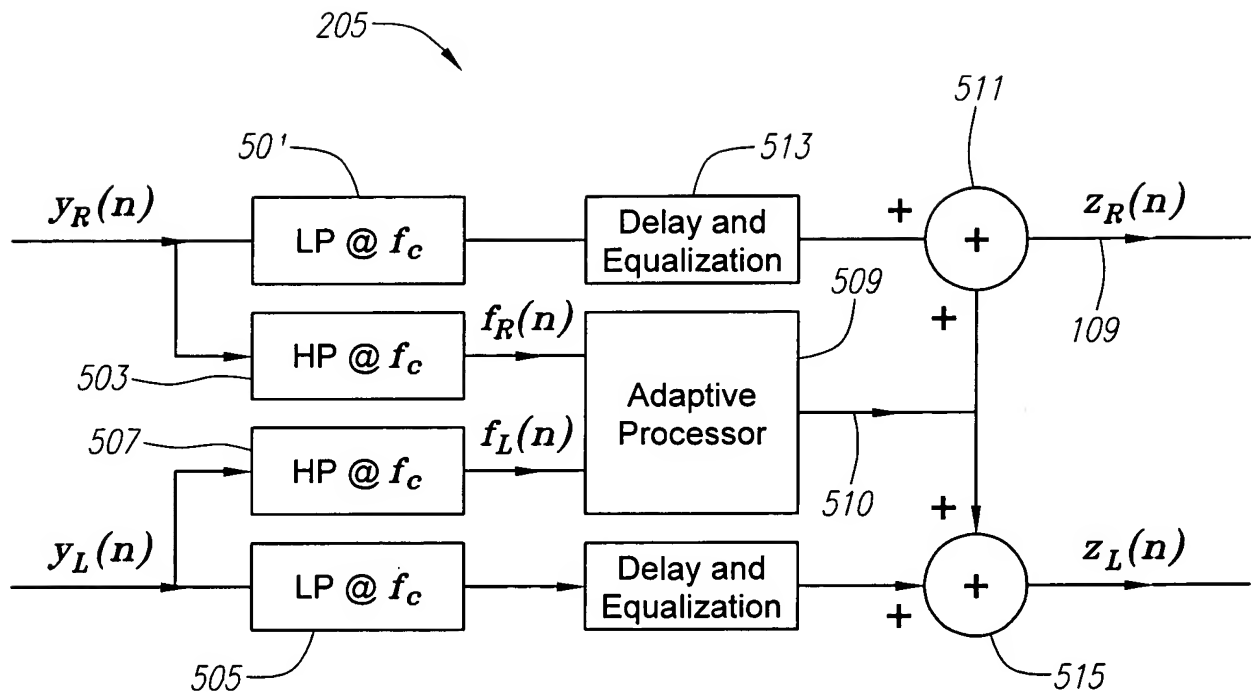 205
511
50'
513
y_R(n)
LP @ f_c
Delay and
Equalization
+
+
z_R(n)
509
f_R(n)
+
109
HP @ f_c
503
Adaptive
Processor
507
f_L(n)
HP @ f_c
510
+
y_L(n)
LP @ f_c
Delay and
Equalization
+
z_L(n)
+
505
515